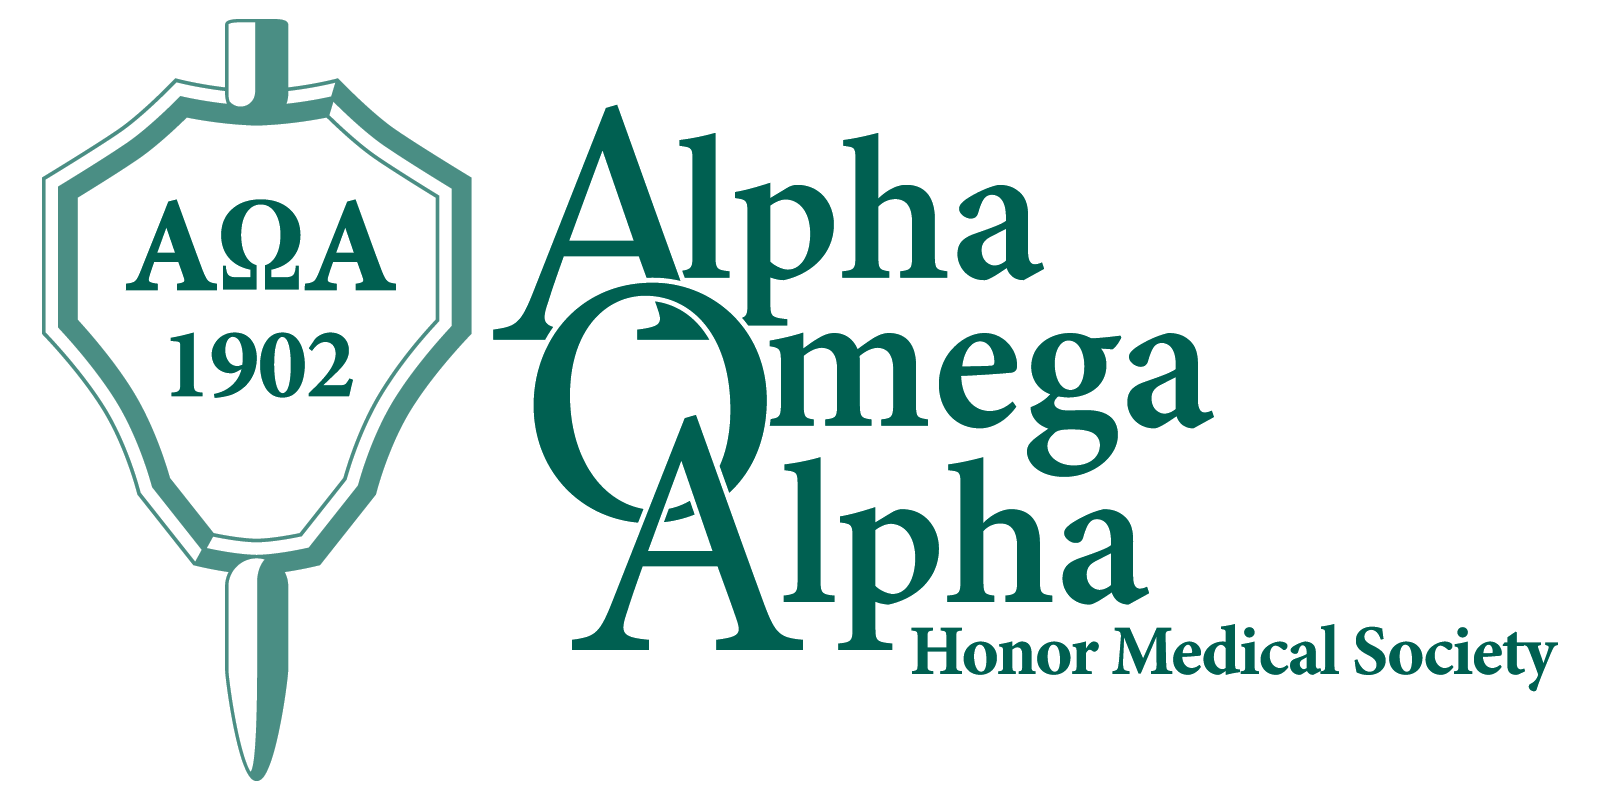 ΑΩΑ
1902
Alpha
Omega
Alpha
Honor Medical Society